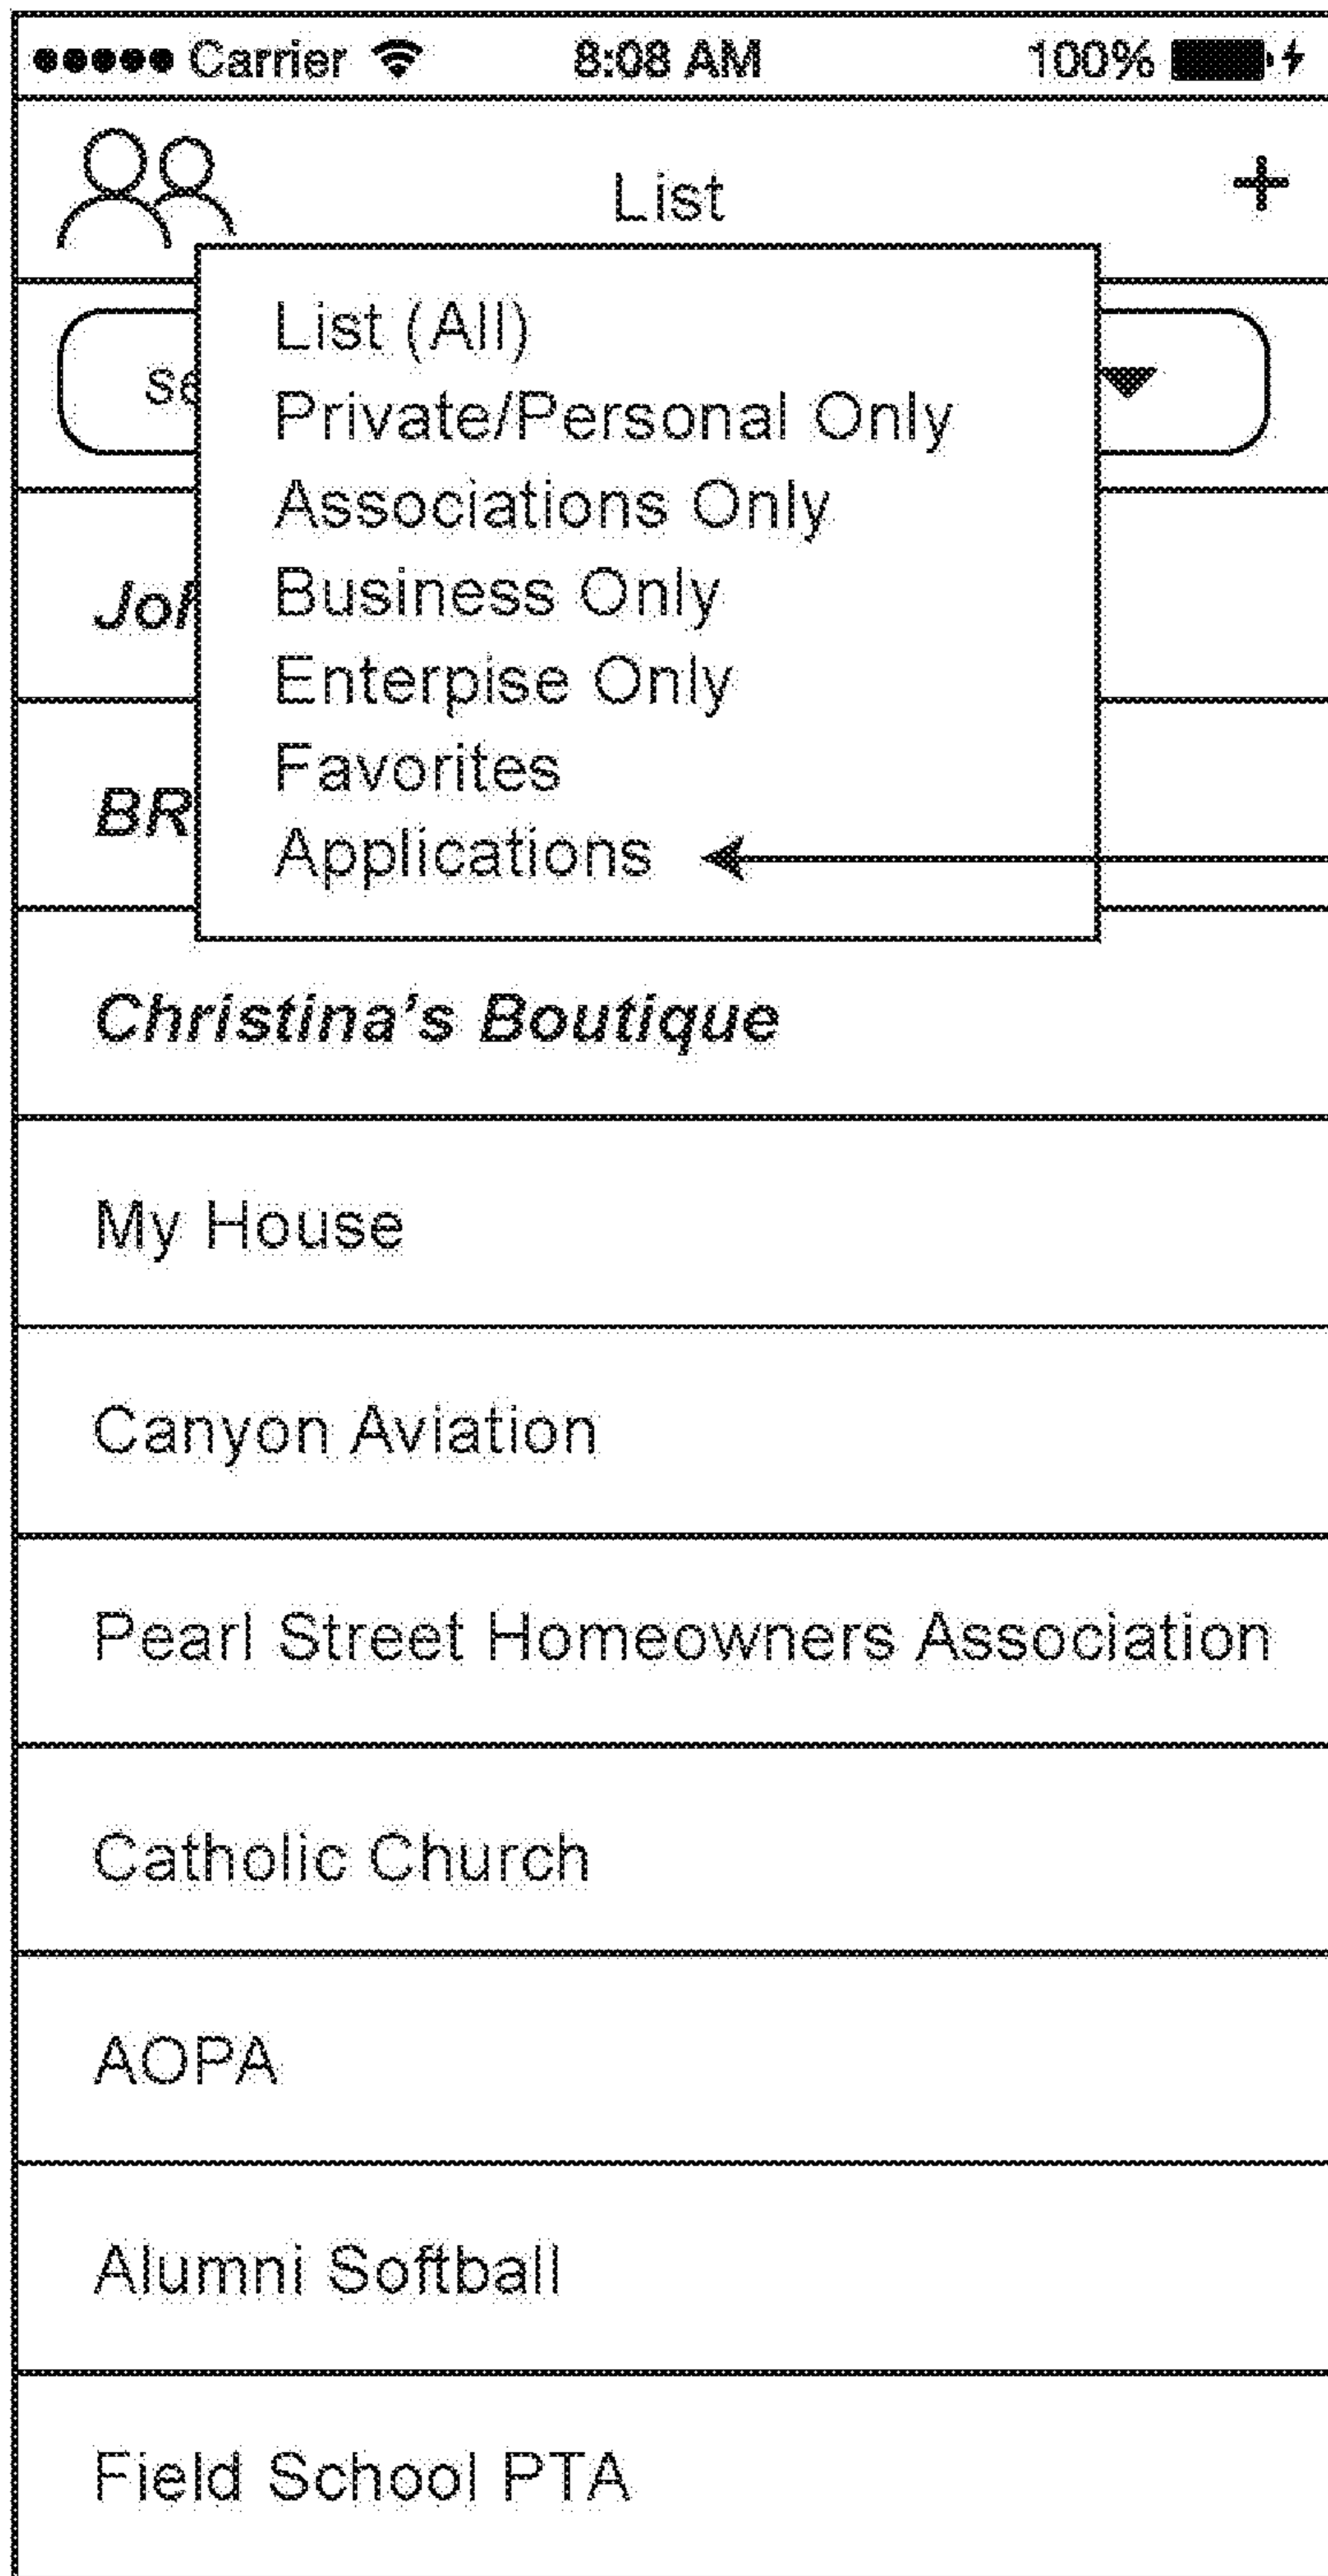 Carrier 8:08 AM 100%
List +
List (All)
Private/Personal Only
Associations Only
Business Only
Enterpise Only
Favorites
Applications
Christina's Boutique
My House
Canyon Aviation
Pearl Street Homeowners Association
Catholic Church
AOPA
Alumni Softball
Field School PTA